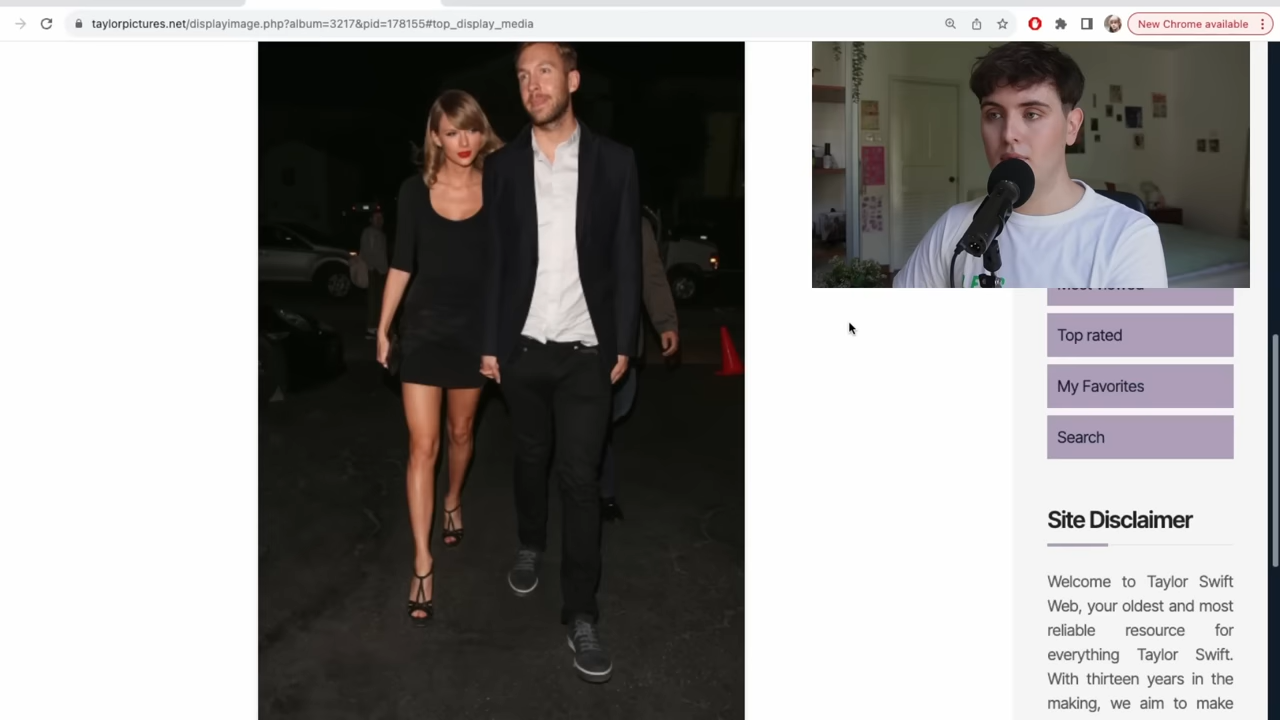 taylorpictures.net/displayimage.php?album=3217&pid=178155#top_display_media
New Chrome available
Most viewed
Top rated
My Favorites
Search
Site Disclaimer
Welcome to Taylor Swift
Web, your oldest and most
reliable resource for
everything Taylor Swift.
With thirteen years in the
making, we aim to make